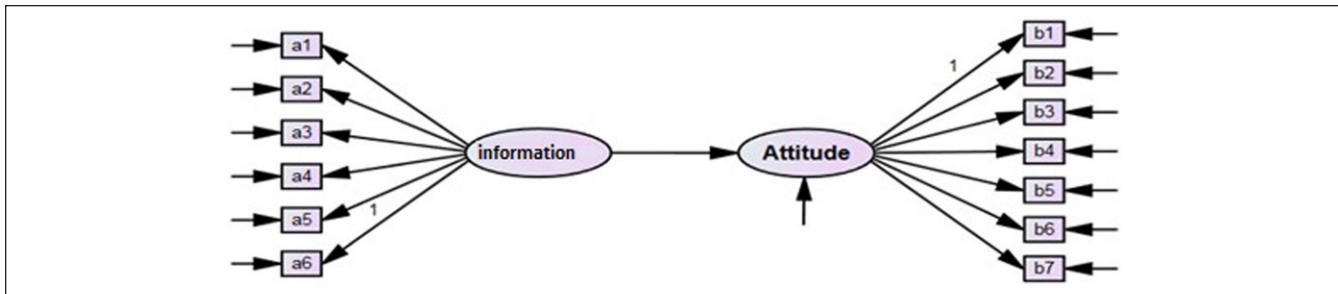 a1
a2
a3
a4
a5
a6
1
information
Attitude
1
b1
b2
b3
b4
b5
b6
b7